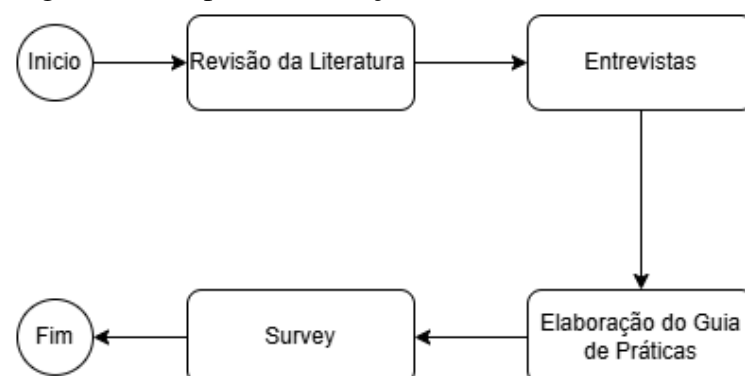 Inicio
Revisão da Literatura
Entrevistas
Elaboração do Guia
de Práticas
Survey
Fim